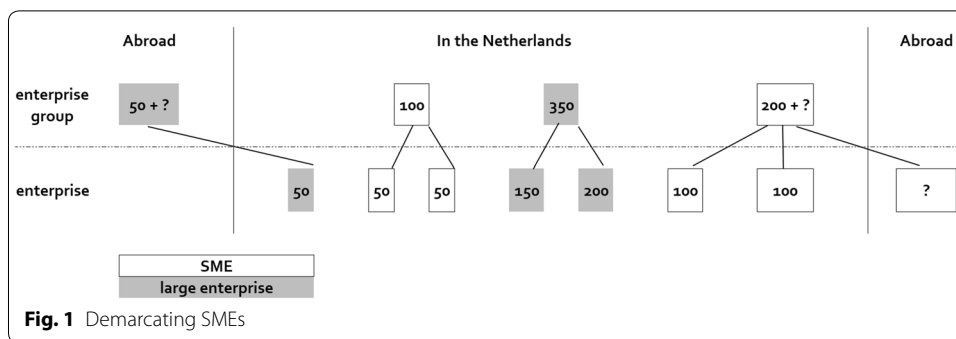 Abroad In the Netherlands Abroad
enterprise
group
50 + ? 100 350 200 + ?
enterprise
50 50 50 150 200 100 100 ?
SME
large enterprise
Fig. 1 Demarcating SMEs